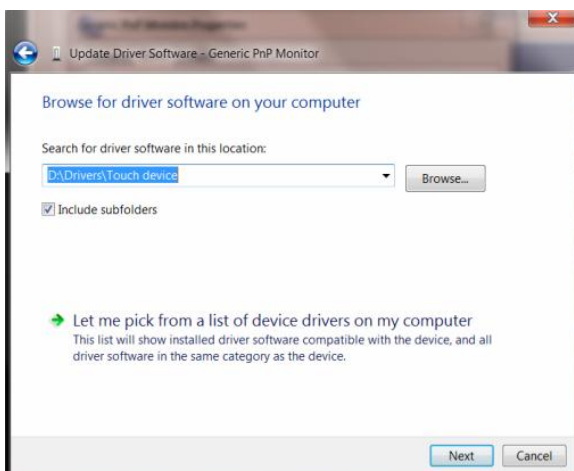 Update Driver Software - Generic PnP Monitor
Browse for driver software on your computer
Search for driver software in this location:
D:\Drivers\Touch device
Browse...
Include subfolders
Let me pick from a list of device drivers on my computer
This list will show installed driver software compatible with the device, and all
driver software in the same category as the device.
Next
Cancel